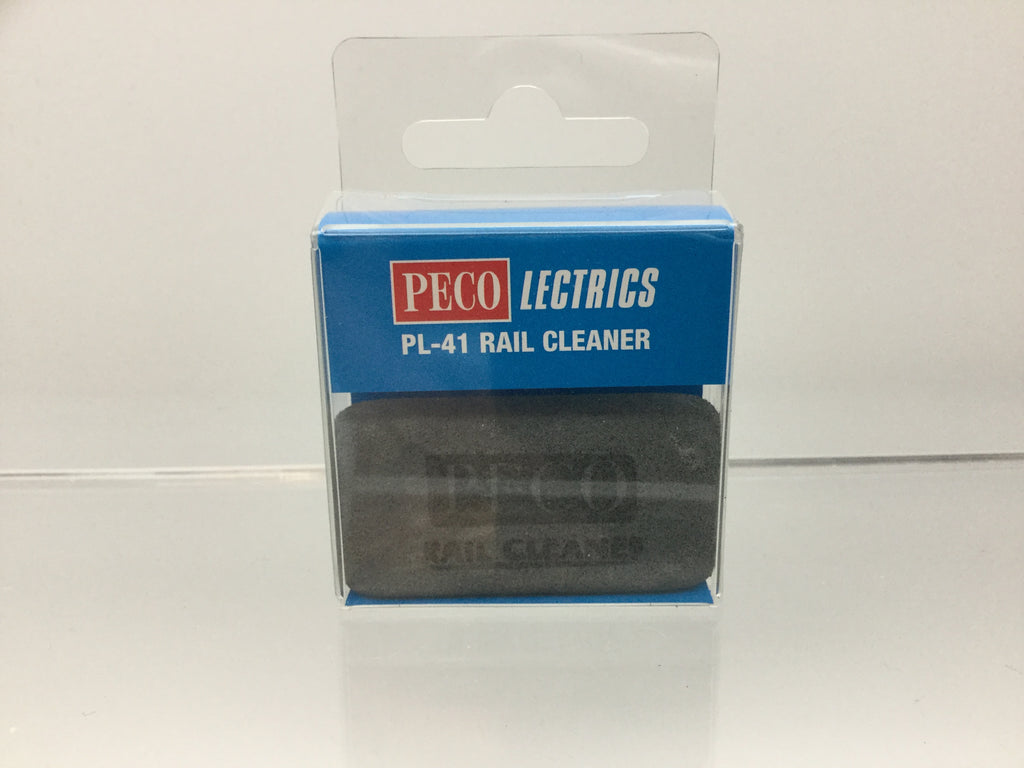 PECO LECTRICS
PL-41 RAIL CLEANER
PECO
RAIL CLEANER